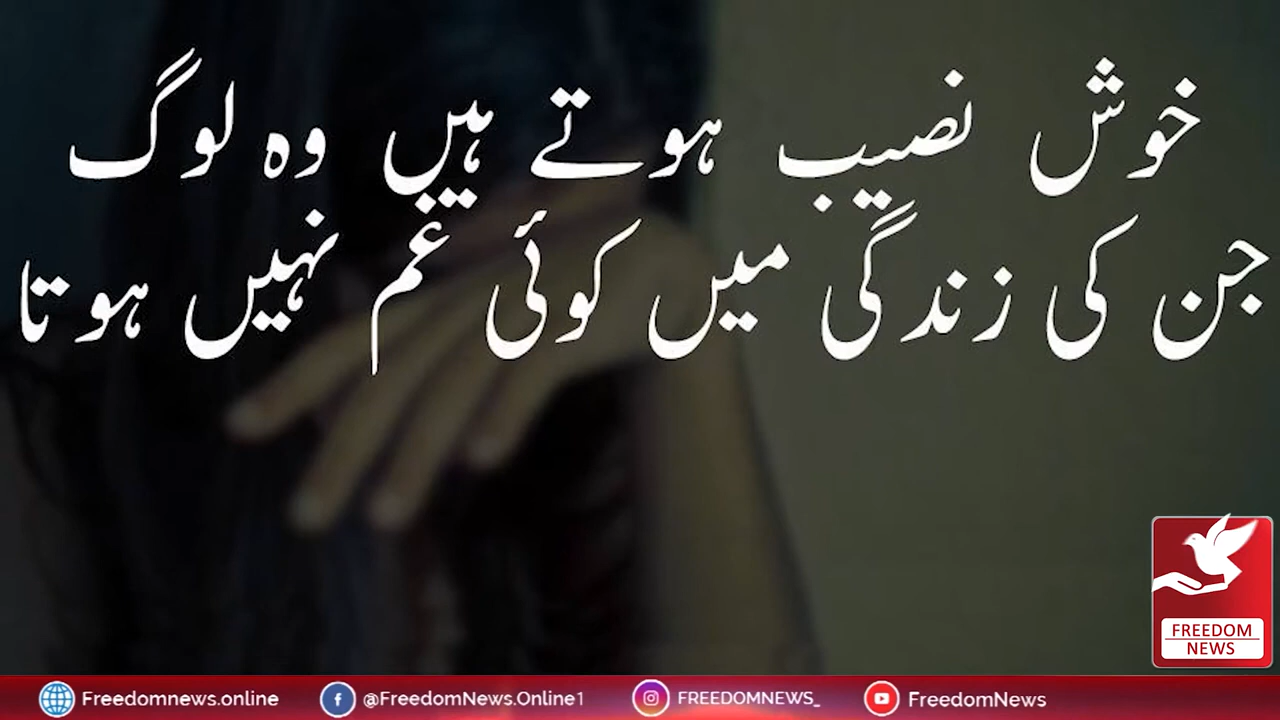 خوش نصیب ہوتے ہیں وہ لوگ
جن کی زندگی میں کوئی غم نہیں ہوتا
FREEDOM
NEWS
Freedomnews.online @FreedomNews.Online1 FREEDOMNEWS_ FreedomNews